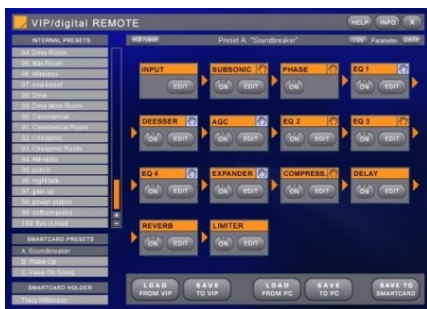 VIP/digital REMOTE
HELP INFO X
INTERNAL PRESETS
edit name
Preset A: "Soundbreaker"
copy Parameter paste
84. Drive Room
85. Max Room
86. Wireless
87. mid-boost
88. Drive
89. Drive More Room
90. Commercial
91. Commercial Room
92. Cheapmic
93. Cheapmic Room
94. AM-radio
95. punch
96. nighttalk
97. gain up
98. power-station
99. softcompress
100. this is loud
SMARTCARD PRESETS
A. Soundbreaker
B. Wake Up
C. Keep On Going
SMARTCARD HOLDER
Tracy Wilkinson
INPUT
EDIT
SUBSONIC
ON EDIT
PHASE
ON
EQ 1
ON EDIT
DEESSER
ON EDIT
AGC
ON EDIT
EQ 2
ON EDIT
EQ 3
ON EDIT
EQ 4
ON EDIT
EXPANDER
ON EDIT
COMPRESS.
ON EDIT
DELAY
ON EDIT
REVERB
ON EDIT
LIMITER
ON EDIT
LOAD
FROM VIP
SAVE
TO VIP
LOAD
FROM PC
SAVE
TO PC
SAVE TO
SMARTCARD